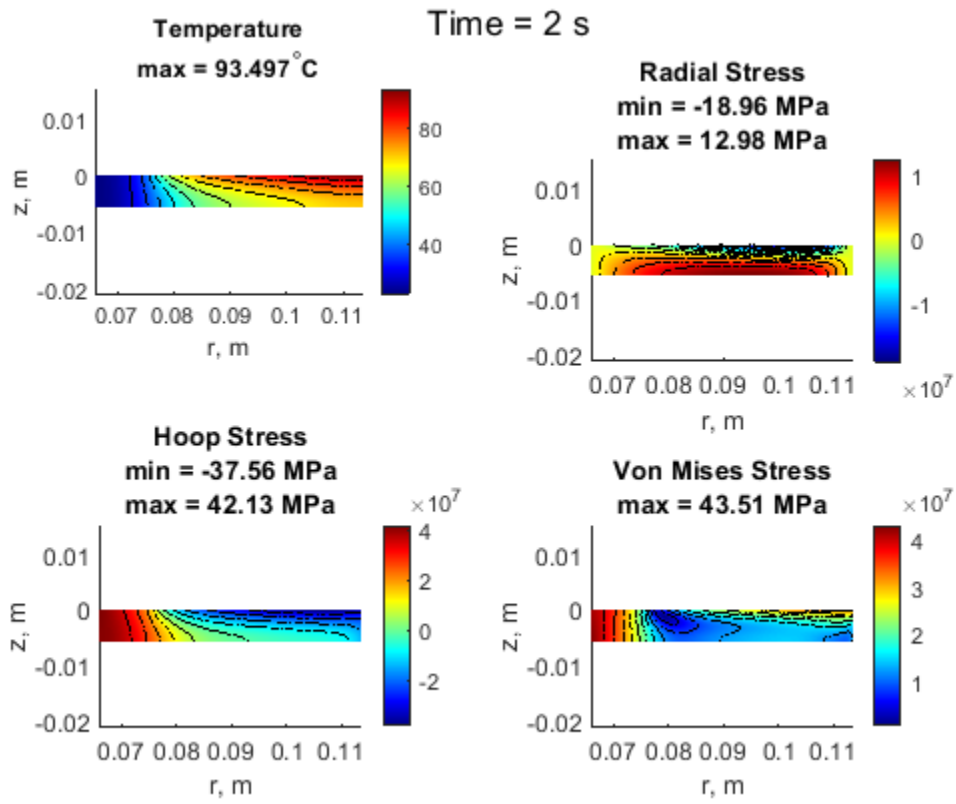 Time = 2 s
Temperature
max = 93.497°C
0.01
0
-0.01
-0.02
z, m
0.07 0.08 0.09 0.1 0.11
r, m
80
60
40
Radial Stress
min = -18.96 MPa
max = 12.98 MPa
0.01
0
-0.01
-0.02
z, m
0.07 0.08 0.09 0.1 0.11
r, m
1
0
-1
×10⁷
Hoop Stress
min = -37.56 MPa
max = 42.13 MPa
×10⁷
0.01
0
-0.01
-0.02
z, m
0.07 0.08 0.09 0.1 0.11
r, m
4
2
0
-2
Von Mises Stress
max = 43.51 MPa
×10⁷
0.01
0
-0.01
-0.02
z, m
0.07 0.08 0.09 0.1 0.11
r, m
4
3
2
1